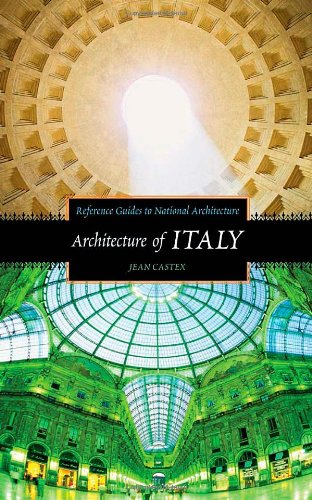 Reference Guides to National Architecture
Architecture of ITALY
JEAN CASTEX